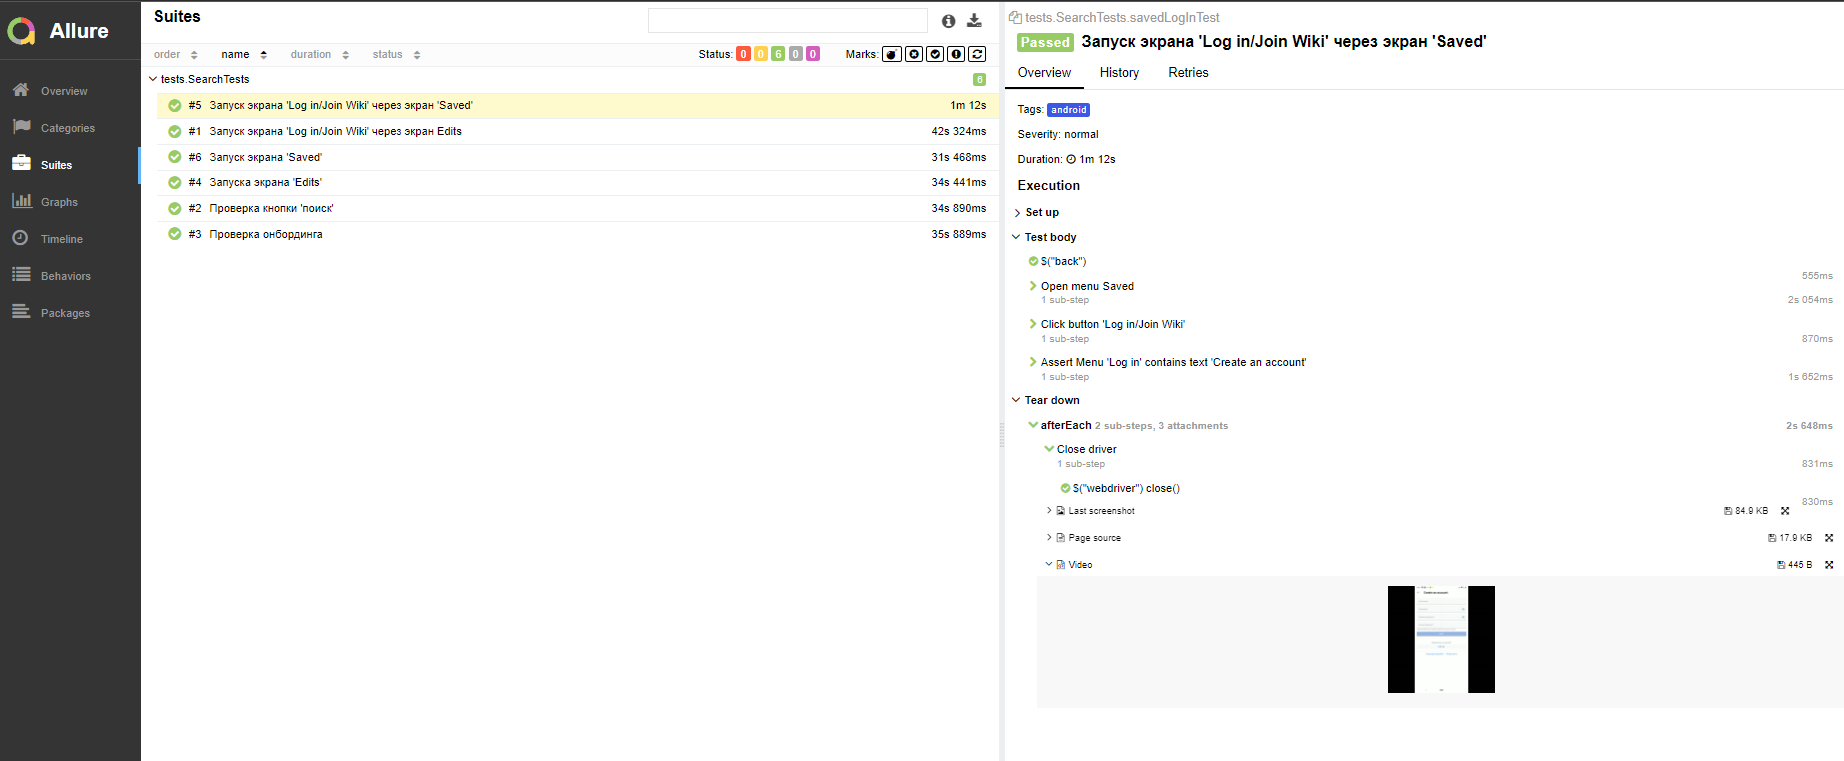 Allure
Overview
Categories
Suites
Graphs
Timeline
Behaviors
Packages
Suites
order name duration status
Status: 0 0 6 0 0
Marks:
tests.SearchTests 6
#5 Запуск экрана 'Log in/Join Wiki' через экран 'Saved' 1m 12s
#1 Запуск экрана 'Log in/Join Wiki' через экран Edits 42s 324ms
#6 Запуск экрана 'Saved' 31s 468ms
#4 Запуска экрана 'Edits' 34s 441ms
#2 Проверка кнопки 'поиск' 34s 890ms
#3 Проверка онбординга 35s 889ms
tests.SearchTests.savedLogInTest
Passed Запуск экрана 'Log in/Join Wiki' через экран 'Saved'
Overview History Retries
Tags: android
Severity: normal
Duration: 1m 12s
Execution
Set up
Test body
$("back")
555ms
Open menu Saved
1 sub-step 2s 054ms
Click button 'Log in/Join Wiki'
1 sub-step 870ms
Assert Menu 'Log in' contains text 'Create an account'
1 sub-step 1s 652ms
Tear down
afterEach 2 sub-steps, 3 attachments 2s 648ms
Close driver
1 sub-step 831ms
$("webdriver") close()
830ms
Last screenshot 84.9 KB
Page source 17.9 KB
Video 445 B
Create an account